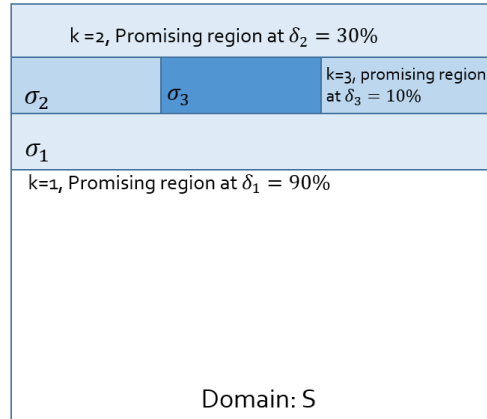 k =2, Promising region at δ₂ = 30%
σ₂
σ₃
k=3, promising region
at δ₃ = 10%
σ₁
k=1, Promising region at δ₁ = 90%
Domain: S